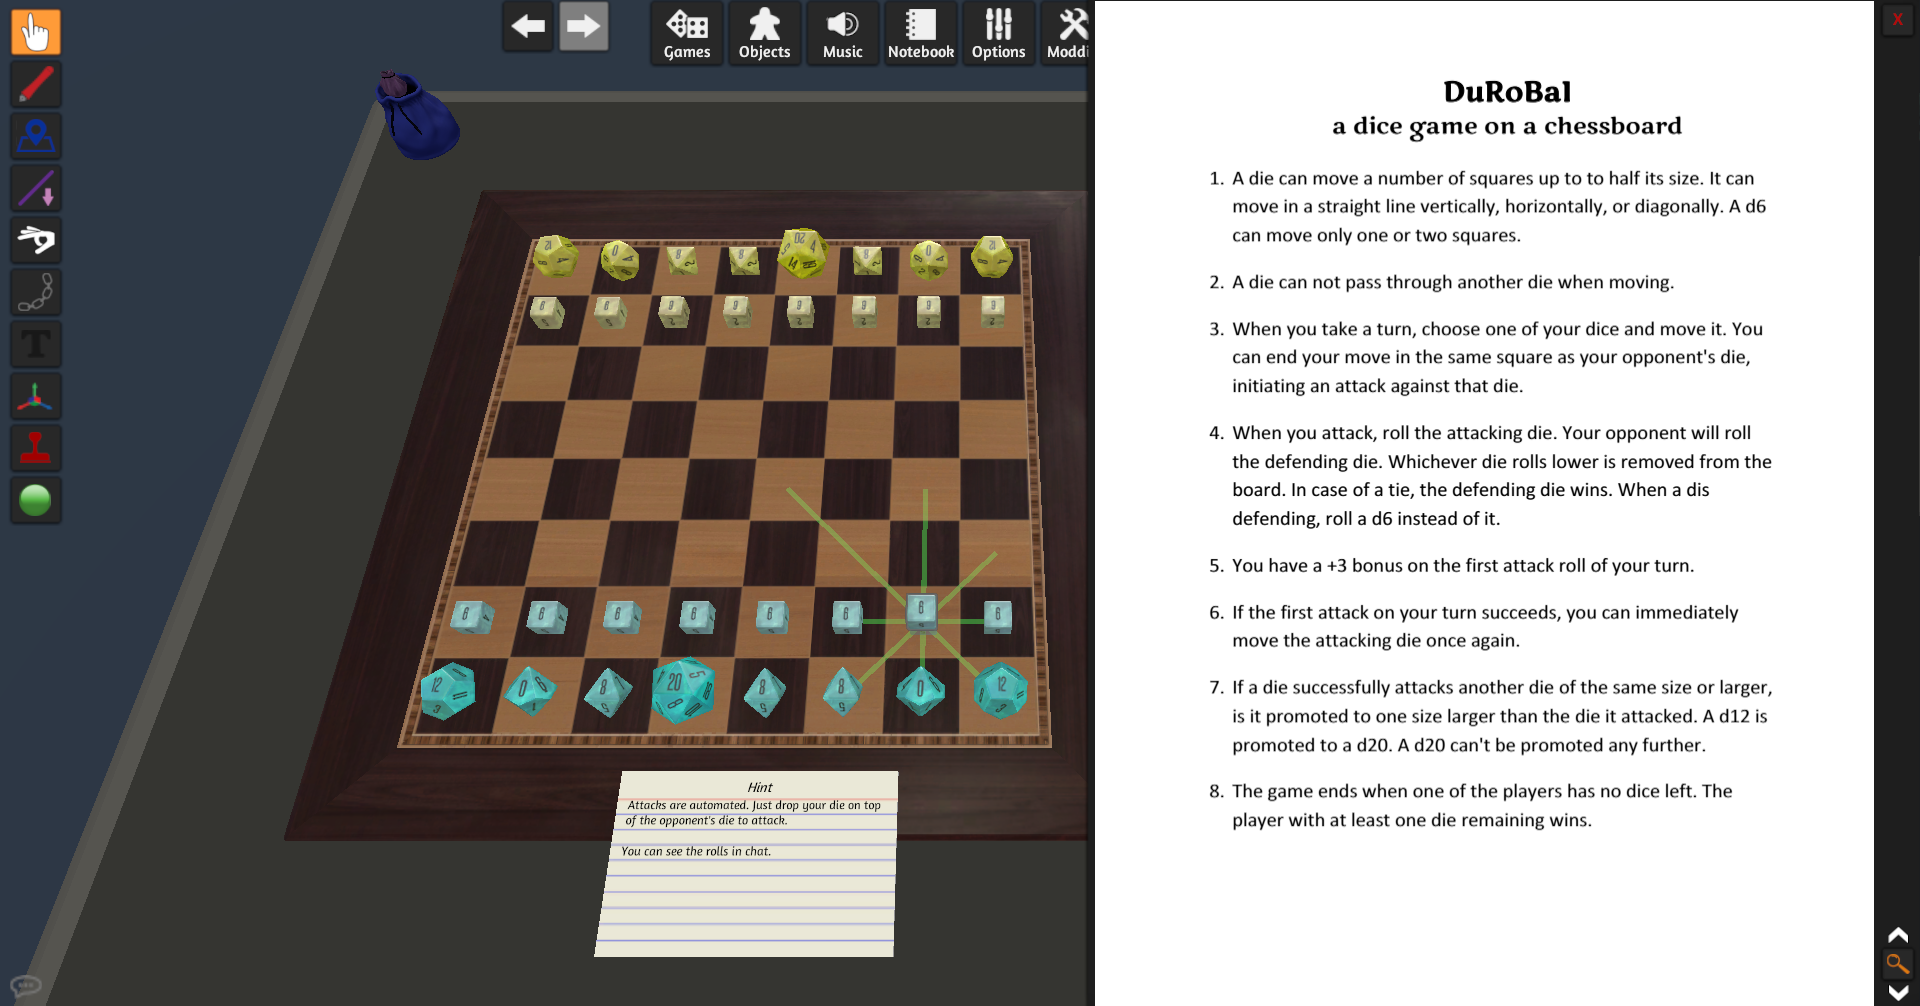 Games
Objects
Music
Notebook
Options
Moddi
X
DuRoBal
a dice game on a chessboard
1. A die can move a number of squares up to to half its size. It can
move in a straight line vertically, horizontally, or diagonally. A d6
can move only one or two squares.
2. A die can not pass through another die when moving.
3. When you take a turn, choose one of your dice and move it. You
can end your move in the same square as your opponent's die,
initiating an attack against that die.
4. When you attack, roll the attacking die. Your opponent will roll
the defending die. Whichever die rolls lower is removed from the
board. In case of a tie, the defending die wins. When a dis
defending, roll a d6 instead of it.
5. You have a +3 bonus on the first attack roll of your turn.
6. If the first attack on your turn succeeds, you can immediately
move the attacking die once again.
7. If a die successfully attacks another die of the same size or larger,
is it promoted to one size larger than the die it attacked. A d12 is
promoted to a d20. A d20 can't be promoted any further.
8. The game ends when one of the players has no dice left. The
player with at least one die remaining wins.
T
Hint
Attacks are automated. Just drop your die on top
of the opponent's die to attack.
You can see the rolls in chat.